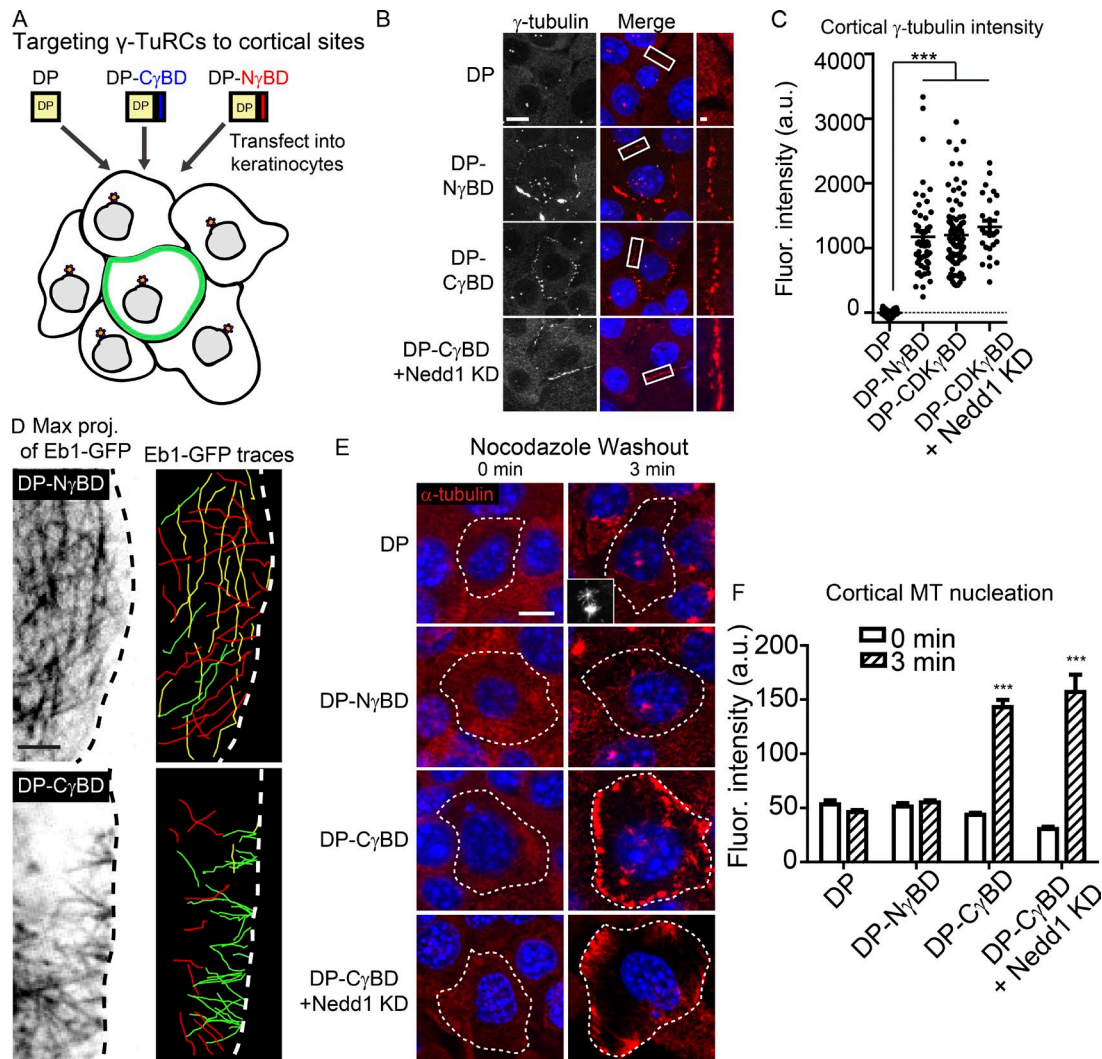 A
Targeting γ-TuRCs to cortical sites
DP DP-CγBD DP-NγBD
DP DP DP
Transfect into
keratinocytes
B
γ-tubulin Merge
DP
DP-
NγBD
DP-
CγBD
DP-CγBD
+Nedd1 KD
C
Cortical γ-tubulin intensity
Fluor. intensity (a.u.)
4000
3000
2000
1000
0
***
DP
DP-NγBD
DP-CDKγBD
DP-CDKγBD
+ Nedd1 KD
D Max proj.
of Eb1-GFP
Eb1-GFP traces
DP-NγBD
DP-CγBD
E
Nocodazole Washout
0 min 3 min
α-tubulin
DP
DP-NγBD
DP-CγBD
DP-CγBD
+Nedd1 KD
F
Cortical MT nucleation
Fluor. intensity (a.u.)
200
150
100
50
0
0 min
3 min
***
***
DP
DP-NγBD
DP-CγBD
DP-CγBD
+ Nedd1 KD